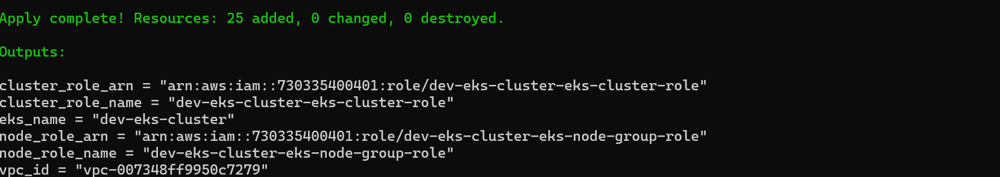 Apply complete! Resources: 25 added, 0 changed, 0 destroyed.
Outputs:
cluster_role_arn = "arn:aws:iam::730335400401:role/dev-eks-cluster-eks-cluster-role"
cluster_role_name = "dev-eks-cluster-eks-cluster-role"
eks_name = "dev-eks-cluster"
node_role_arn = "arn:aws:iam::730335400401:role/dev-eks-cluster-eks-node-group-role"
node_role_name = "dev-eks-cluster-eks-node-group-role"
vpc_id = "vpc-007348ff9950c7279"